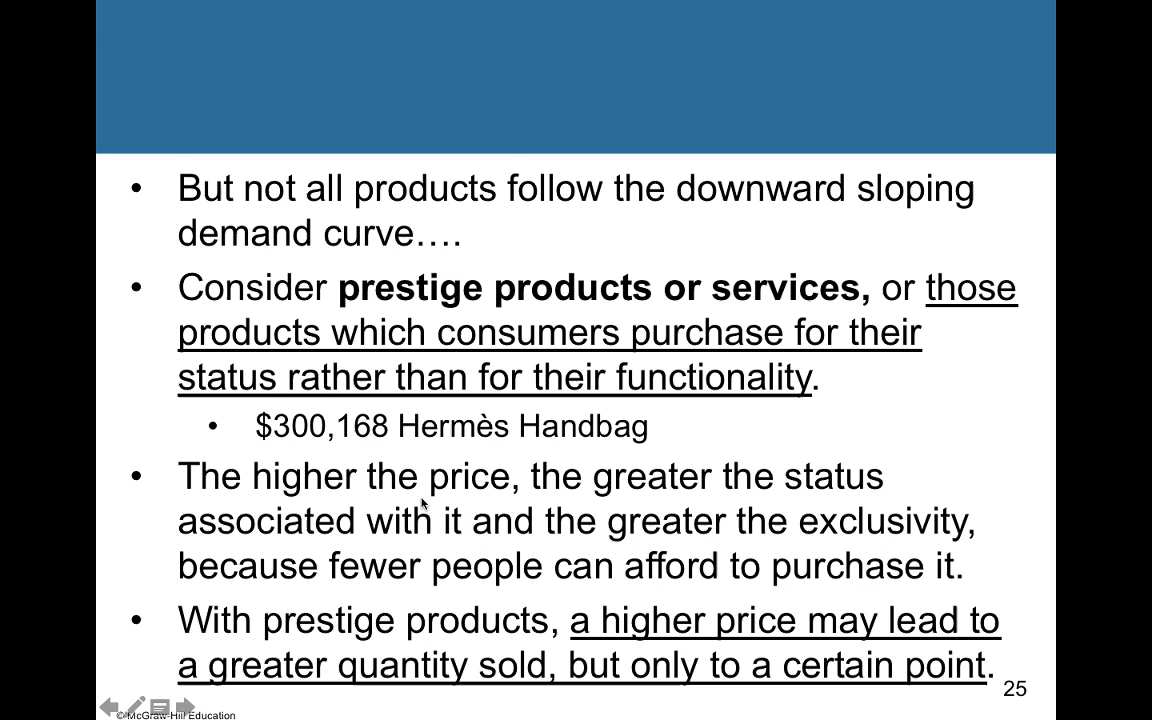 • But not all products follow the downward sloping
demand curve….
• Consider prestige products or services, or those
products which consumers purchase for their
status rather than for their functionality.
• $300,168 Hermès Handbag
• The higher the price, the greater the status
associated with it and the greater the exclusivity,
because fewer people can afford to purchase it.
• With prestige products, a higher price may lead to
a greater quantity sold, but only to a certain point.
25
© McGraw-Hill Education